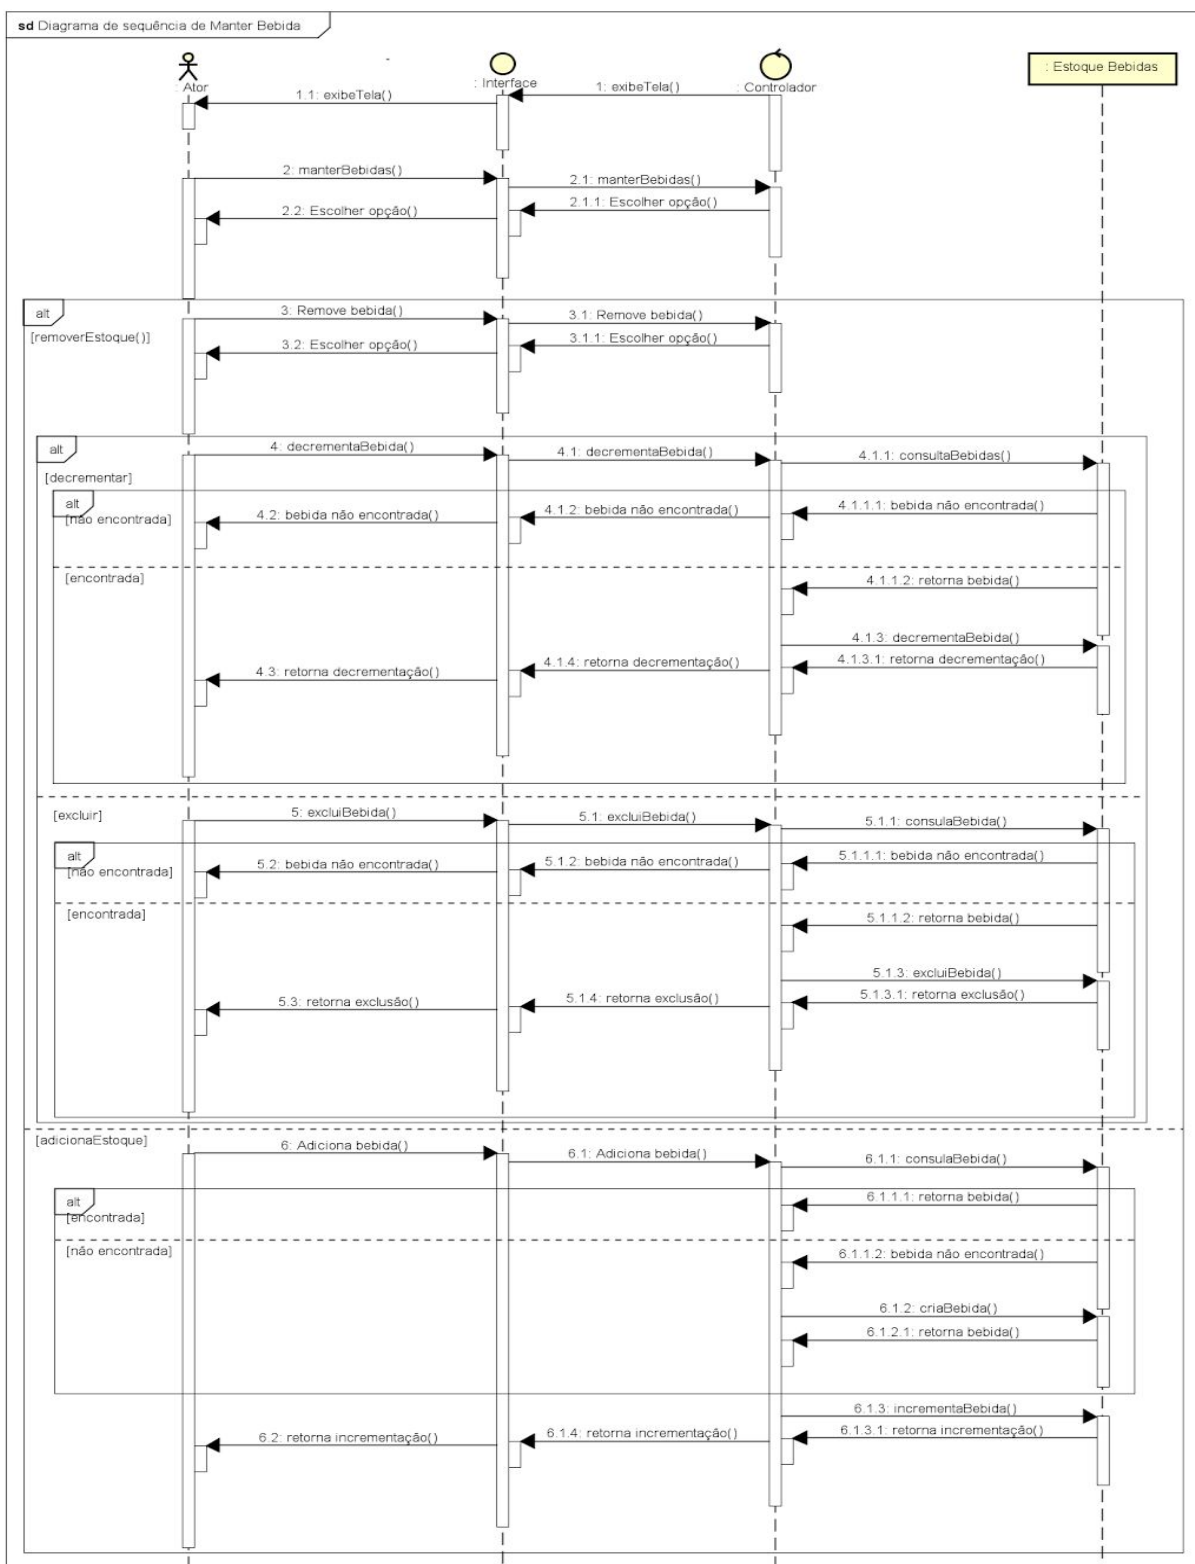 sd Diagrama de sequência de Manter Bebida
: Ator
: Interface
: Controlador
: Estoque Bebidas
1: exibeTela()
1.1: exibeTela()
2: manterBebidas()
2.1: manterBebidas()
2.1.1: Escolher opção()
2.2: Escolher opção()
alt
[removerEstoque()]
3: Remove bebida()
3.1: Remove bebida()
3.1.1: Escolher opção()
3.2: Escolher opção()
alt
[decrementar]
4: decrementaBebida()
4.1: decrementaBebida()
4.1.1: consultaBebidas()
alt
[não encontrada]
4.1.1.1: bebida não encontrada()
4.1.2: bebida não encontrada()
4.2: bebida não encontrada()
[encontrada]
4.1.1.2: retorna bebida()
4.1.3: decrementaBebida()
4.1.3.1: retorna decrementação()
4.1.4: retorna decrementação()
4.3: retorna decrementação()
[excluir]
5: excluiBebida()
5.1: excluiBebida()
5.1.1: consulaBebida()
alt
[não encontrada]
5.1.1.1: bebida não encontrada()
5.1.2: bebida não encontrada()
5.2: bebida não encontrada()
[encontrada]
5.1.1.2: retorna bebida()
5.1.3: excluiBebida()
5.1.3.1: retorna exclusão()
5.1.4: retorna exclusão()
5.3: retorna exclusão()
[adicionaEstoque]
6: Adiciona bebida()
6.1: Adiciona bebida()
6.1.1: consulaBebida()
alt
[encontrada]
6.1.1.1: retorna bebida()
[não encontrada]
6.1.1.2: bebida não encontrada()
6.1.2: criaBebida()
6.1.2.1: retorna bebida()
6.1.3: incrementaBebida()
6.1.3.1: retorna incrementação()
6.1.4: retorna incrementação()
6.2: retorna incrementação()